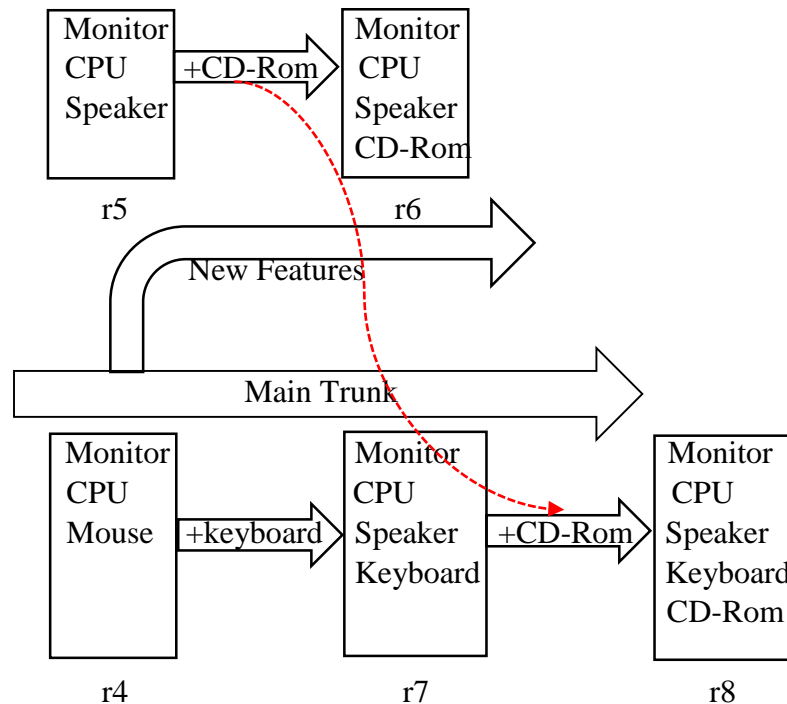 Monitor
CPU
Speaker
+CD-Rom
Monitor
CPU
Speaker
CD-Rom
r5
r6
New Features
Main Trunk
Monitor
CPU
Mouse
+keyboard
Monitor
CPU
Speaker
Keyboard
+CD-Rom
Monitor
CPU
Speaker
Keyboard
CD-Rom
r4
r7
r8